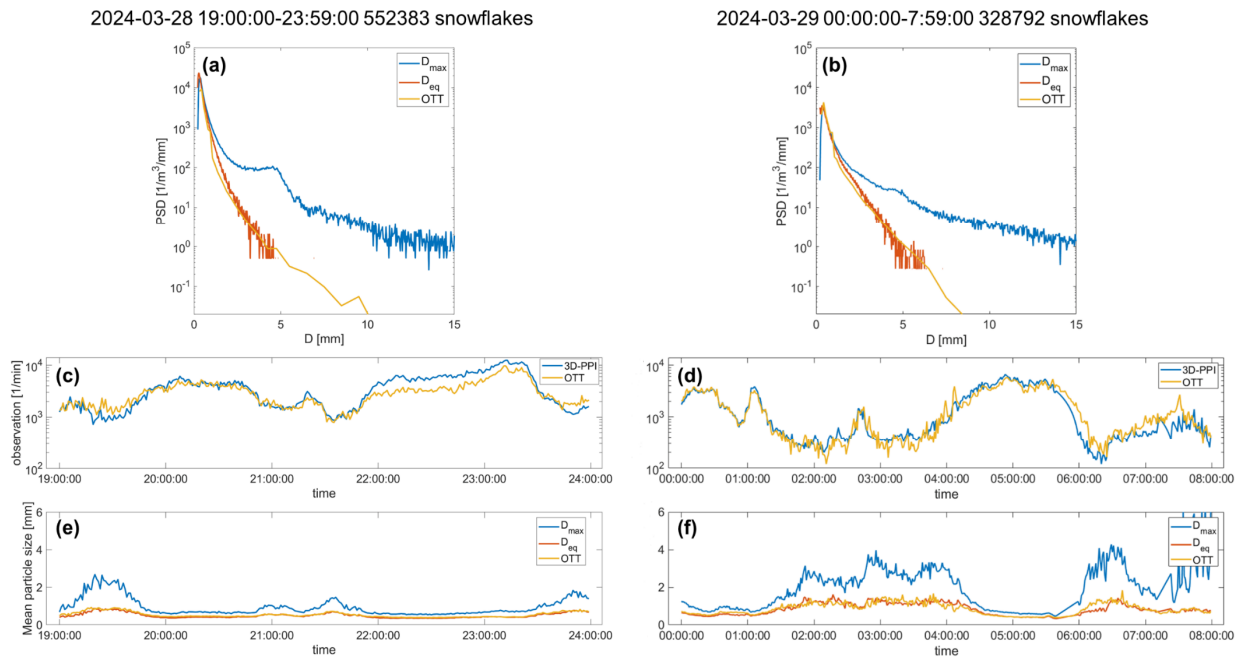 2024-03-28 19:00:00-23:59:00 552383 snowflakes
2024-03-29 00:00:00-7:59:00 328792 snowflakes
(a)
D_max
D_eq
OTT
PSD [1/m^3/mm]
10^5
10^4
10^3
10^2
10^1
10^0
10^-1
0 5 10 15
D [mm]
(b)
D_max
D_eq
OTT
PSD [1/m^3/mm]
10^5
10^4
10^3
10^2
10^1
10^0
10^-1
0 5 10 15
D [mm]
(c)
3D-PPI
OTT
observation [1/min]
10^4
10^3
10^2
19:00:00 20:00:00 21:00:00 22:00:00 23:00:00 24:00:00
time
(d)
3D-PPI
OTT
10^4
10^3
10^2
00:00:00 01:00:00 02:00:00 03:00:00 04:00:00 05:00:00 06:00:00 07:00:00 08:00:00
time
(e)
D_max
D_eq
OTT
Mean particle size [mm]
6
4
2
0
19:00:00 20:00:00 21:00:00 22:00:00 23:00:00 24:00:00
time
(f)
D_max
D_eq
OTT
6
4
2
0
00:00:00 01:00:00 02:00:00 03:00:00 04:00:00 05:00:00 06:00:00 07:00:00 08:00:00
time